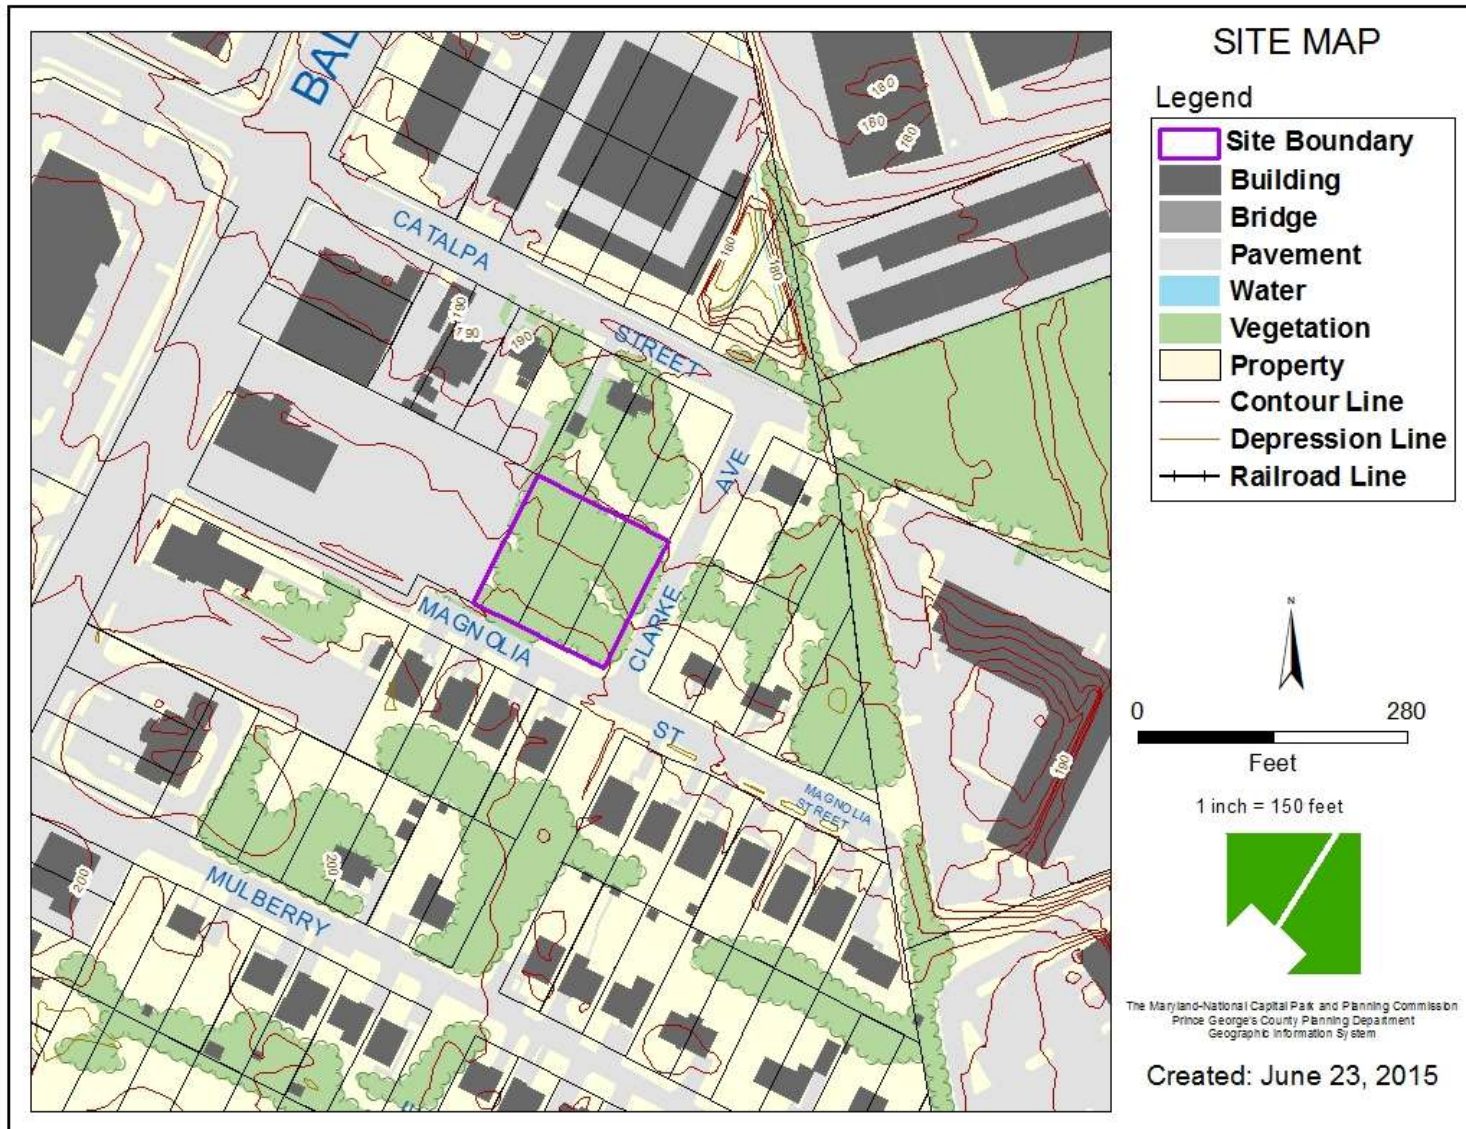 SITE MAP
Legend
Site Boundary
Building
Bridge
Pavement
Water
Vegetation
Property
Contour Line
Depression Line
Railroad Line
N
0 280
Feet
1 inch = 150 feet
The Maryland-National Capital Park and Planning Commission
Prince George's County Planning Department
Geographic Information System
Created: June 23, 2015
BAL
180
180
180
CATALPA
STREET
180
180
190
190
190
AVE
CLARKE
MAGNOLIA
ST
MAGNOLIA
STREET
190
200
200
MULBERRY